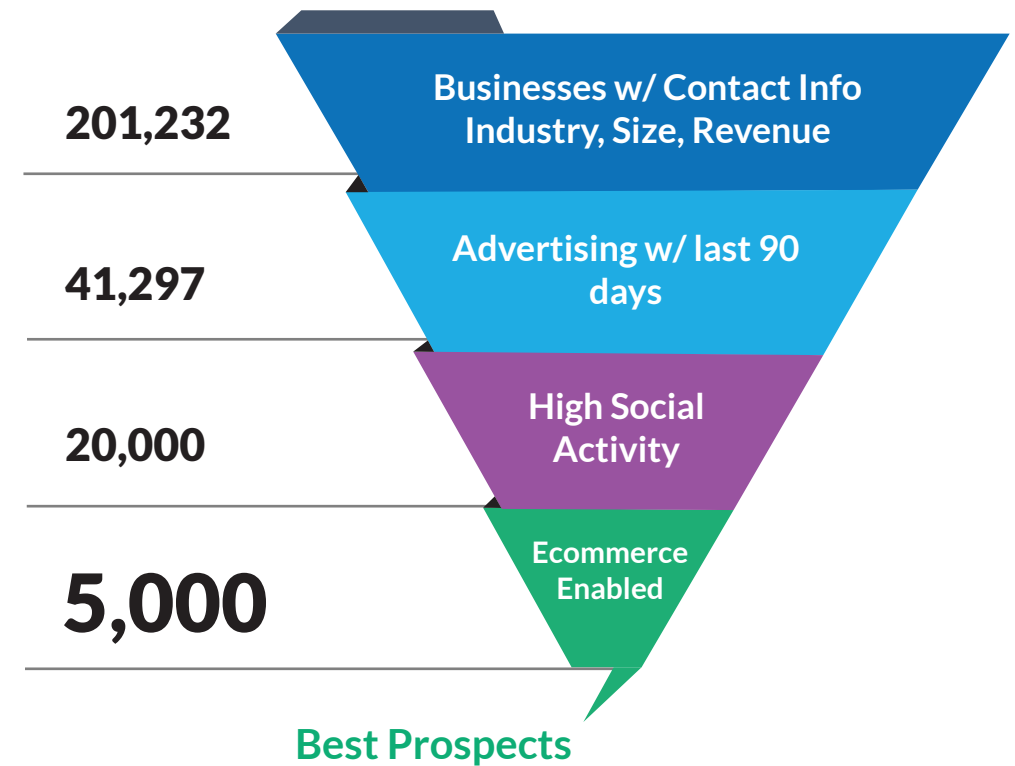 201,232
Businesses w/ Contact Info
Industry, Size, Revenue
41,297
Advertising w/ last 90
days
20,000
High Social
Activity
5,000
Ecommerce
Enabled
Best Prospects